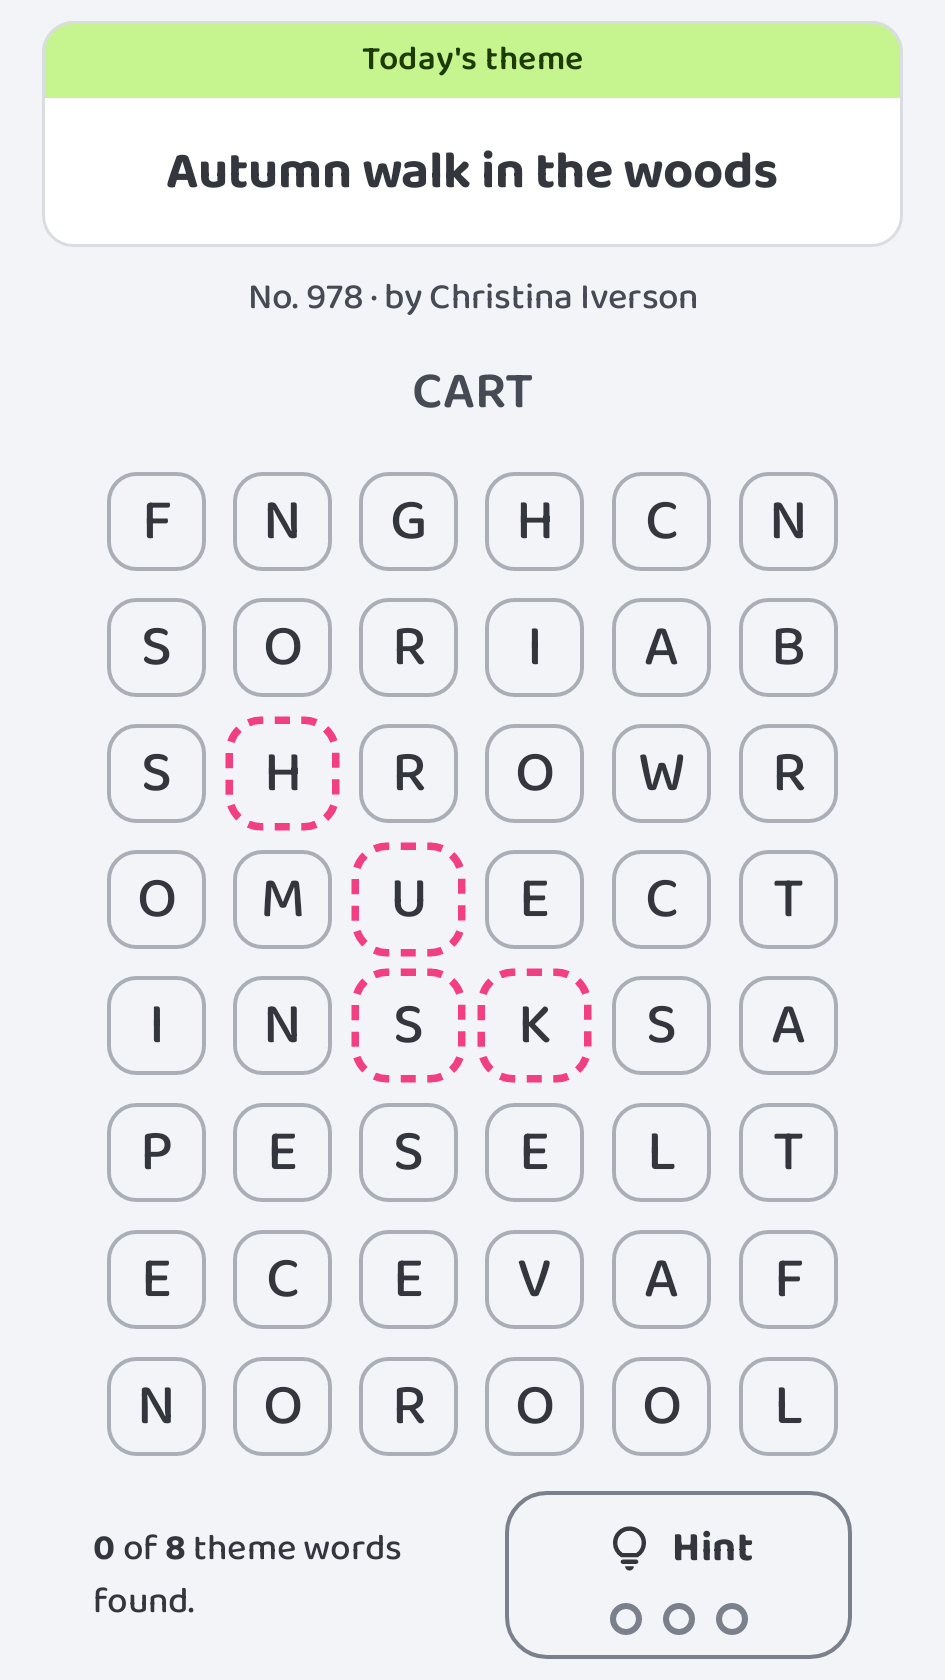 Today's theme
Autumn walk in the woods
No. 978 · by Christina Iverson
CART
F N G H C N
S O R I A B
S H R O W R
O M U E C T
I N S K S A
P E S E L T
E C E V A F
N O R O O L
0 of 8 theme words
found.
Hint